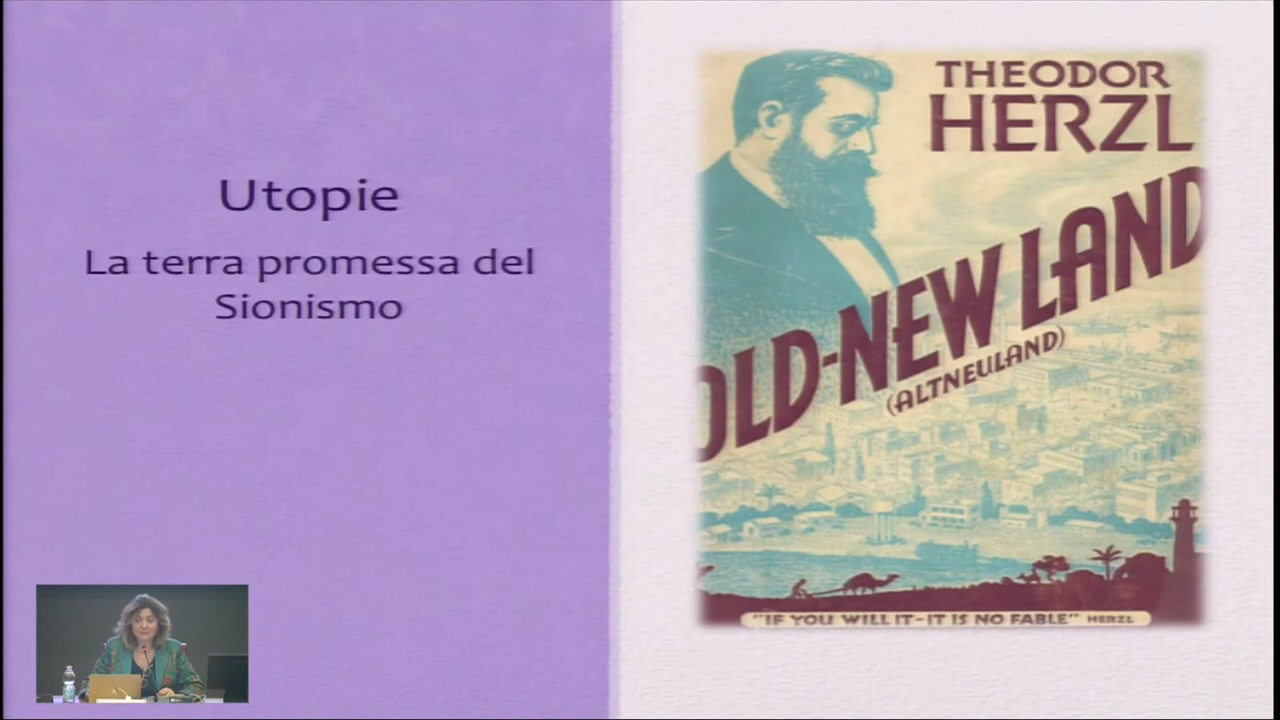 Utopie
La terra promessa del
Sionismo
THEODOR
HERZL
OLD-NEW LAND
(ALTNEULAND)
"IF YOU WILL IT-IT IS NO FABLE" HERZL